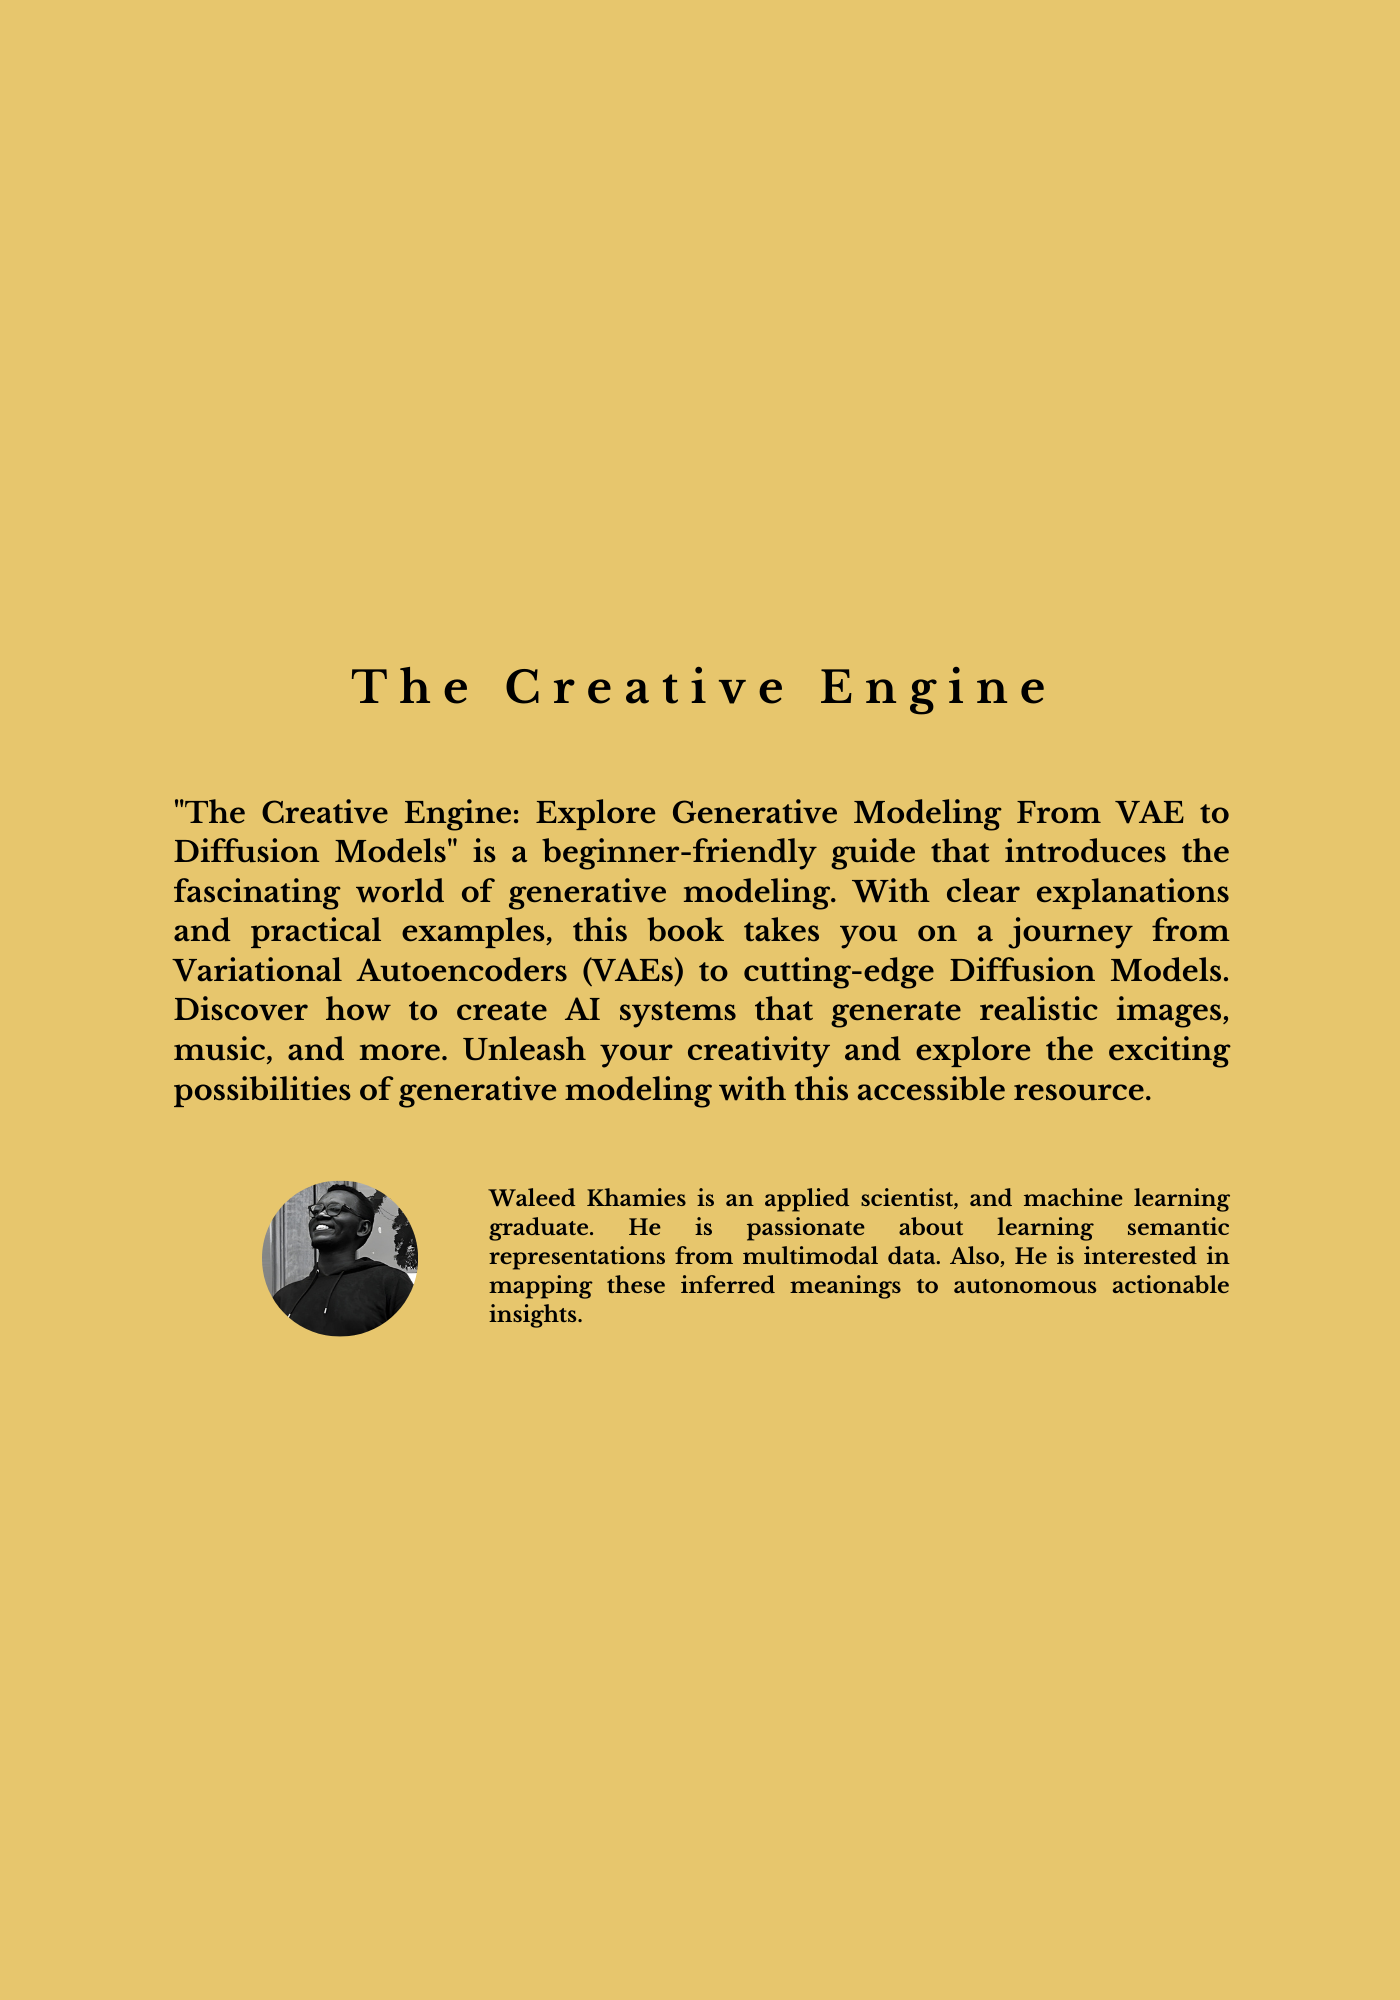 The Creative Engine
"The Creative Engine: Explore Generative Modeling From VAE to
Diffusion Models" is a beginner-friendly guide that introduces the
fascinating world of generative modeling. With clear explanations
and practical examples, this book takes you on a journey from
Variational Autoencoders (VAEs) to cutting-edge Diffusion Models.
Discover how to create AI systems that generate realistic images,
music, and more. Unleash your creativity and explore the exciting
possibilities of generative modeling with this accessible resource.
Waleed Khamies is an applied scientist, and machine learning
graduate. He is passionate about learning semantic
representations from multimodal data. Also, He is interested in
mapping these inferred meanings to autonomous actionable
insights.